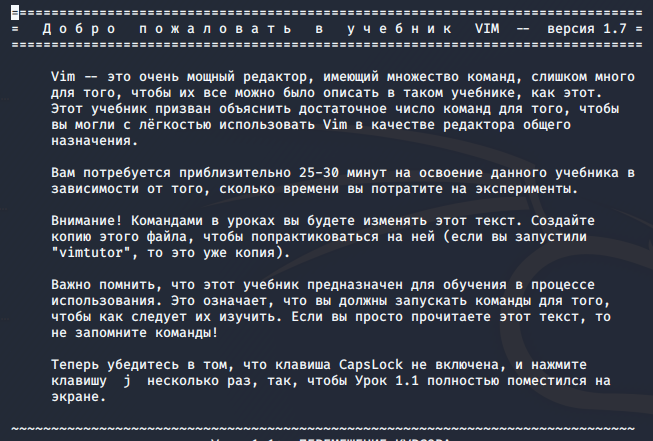 ===============================================================================
=   Д о б р о   п о ж а л о в а т ь   в   у ч е б н и к   VIM  --  версия 1.7 =
===============================================================================
Vim -- это очень мощный редактор, имеющий множество команд, слишком много
для того, чтобы их все можно было описать в таком учебнике, как этот.
Этот учебник призван объяснить достаточное число команд для того, чтобы
вы могли с лёгкостью использовать Vim в качестве редактора общего
назначения.
Вам потребуется приблизительно 25-30 минут на освоение данного учебника в
зависимости от того, сколько времени вы потратите на эксперименты.
Внимание! Командами в уроках вы будете изменять этот текст. Создайте
копию этого файла, чтобы попрактиковаться на ней (если вы запустили
"vimtutor", то это уже копия).
Важно помнить, что этот учебник предназначен для обучения в процессе
использования. Это означает, что вы должны запускать команды для того,
чтобы как следует их изучить. Если вы просто прочитаете этот текст, то
не запомните команды!
Теперь убедитесь в том, что клавиша CapsLock не включена, и нажмите
клавишу  j  несколько раз, так, чтобы Урок 1.1 полностью поместился на
экране.
~~~~~~~~~~~~~~~~~~~~~~~~~~~~~~~~~~~~~~~~~~~~~~~~~~~~~~~~~~~~~~~~~~~~~~~~~~~~~~